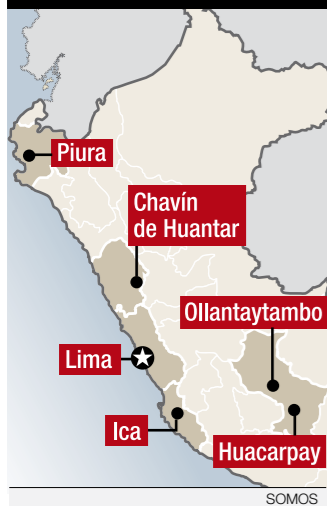 Piura
Chavín
de Huantar
Ollantaytambo
Lima
Ica
Huacarpay
SOMOS